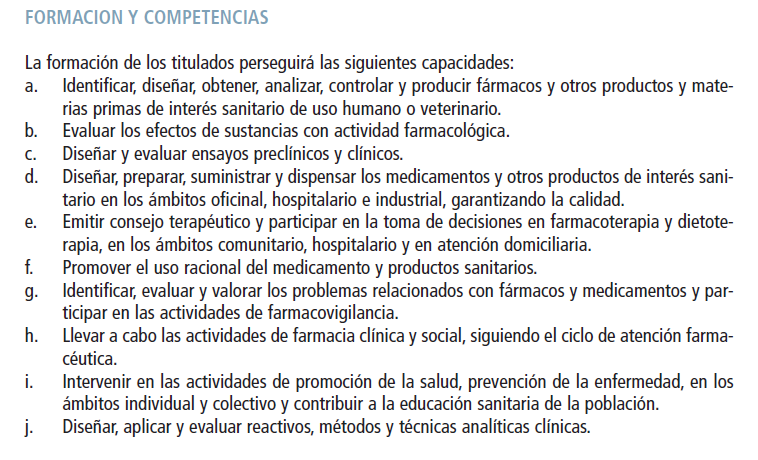 FORMACION Y COMPETENCIAS
La formación de los titulados perseguirá las siguientes capacidades:
a. Identificar, diseñar, obtener, analizar, controlar y producir fármacos y otros productos y mate-
rias primas de interés sanitario de uso humano o veterinario.
b. Evaluar los efectos de sustancias con actividad farmacológica.
c. Diseñar y evaluar ensayos preclínicos y clínicos.
d. Diseñar, preparar, suministrar y dispensar los medicamentos y otros productos de interés sani-
tario en los ámbitos oficinal, hospitalario e industrial, garantizando la calidad.
e. Emitir consejo terapéutico y participar en la toma de decisiones en farmacoterapia y dietote-
rapia, en los ámbitos comunitario, hospitalario y en atención domiciliaria.
f. Promover el uso racional del medicamento y productos sanitarios.
g. Identificar, evaluar y valorar los problemas relacionados con fármacos y medicamentos y par-
ticipar en las actividades de farmacovigilancia.
h. Llevar a cabo las actividades de farmacia clínica y social, siguiendo el ciclo de atención farma-
céutica.
i. Intervenir en las actividades de promoción de la salud, prevención de la enfermedad, en los
ámbitos individual y colectivo y contribuir a la educación sanitaria de la población.
j. Diseñar, aplicar y evaluar reactivos, métodos y técnicas analíticas clínicas.